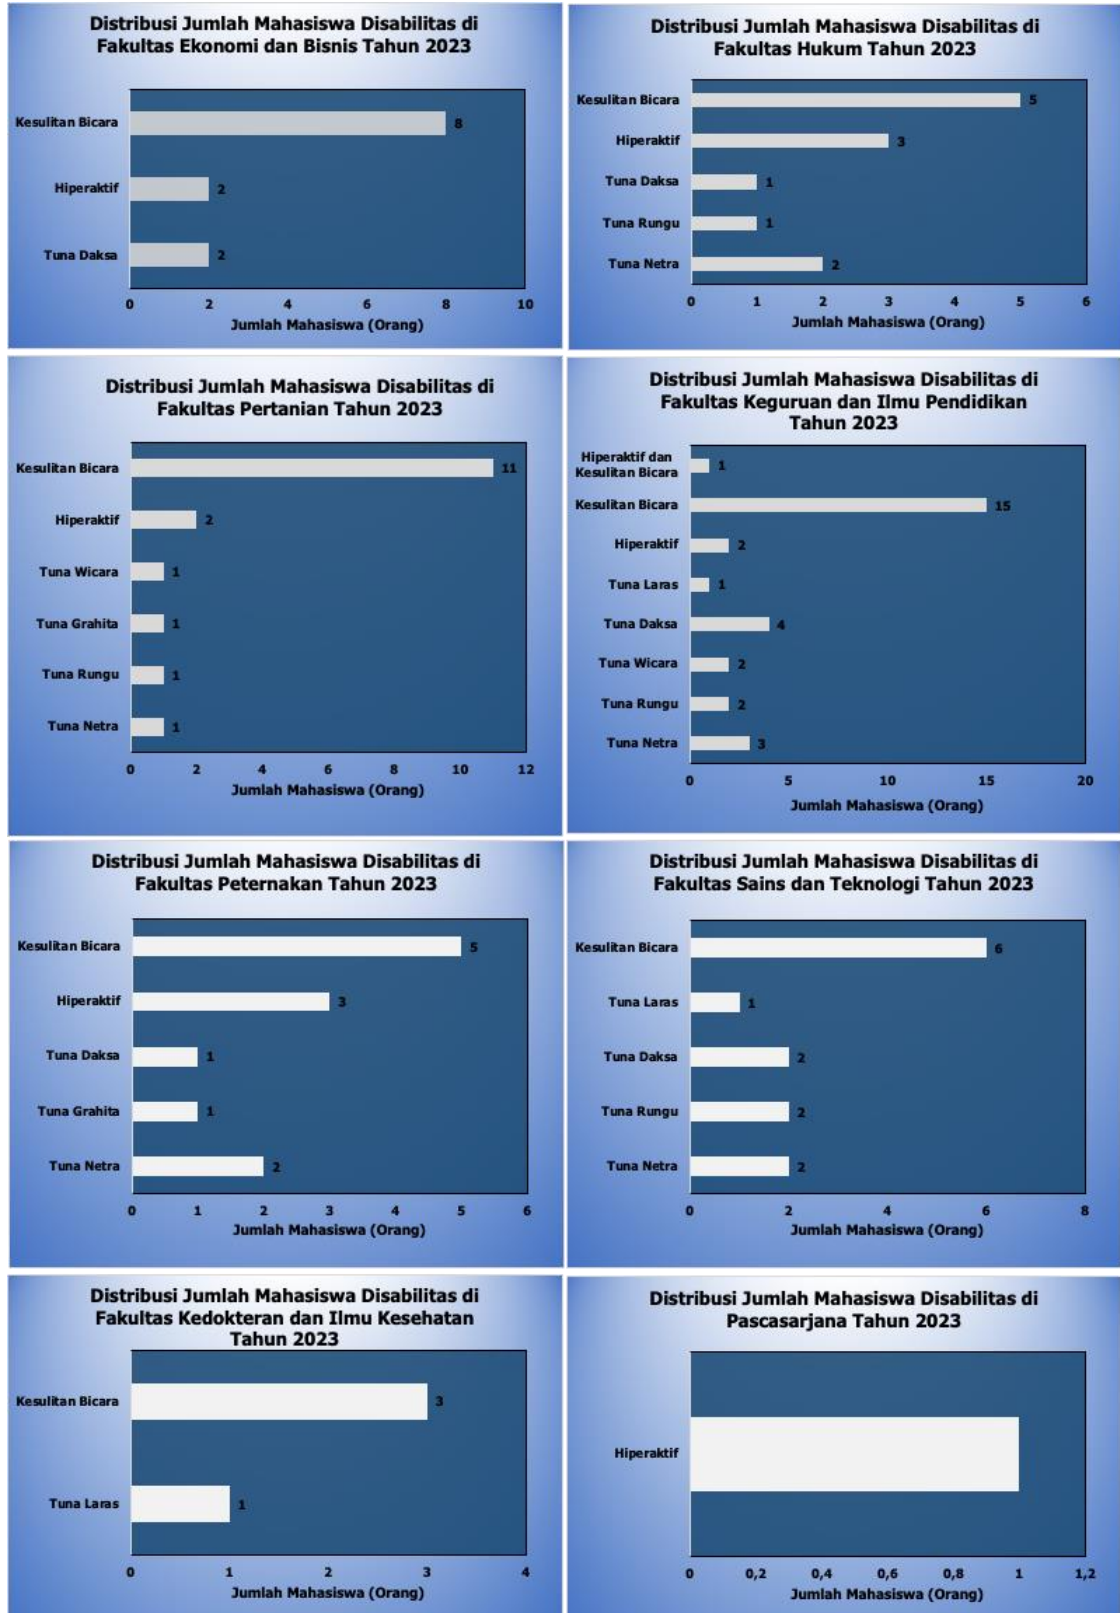 Distribusi Jumlah Mahasiswa Disabilitas di
Fakultas Ekonomi dan Bisnis Tahun 2023
Kesulitan Bicara
8
Hiperaktif
2
Tuna Daksa
2
0 2 4 6 8 10
Jumlah Mahasiswa (Orang)
Distribusi Jumlah Mahasiswa Disabilitas di
Fakultas Hukum Tahun 2023
Kesulitan Bicara
5
Hiperaktif
3
Tuna Daksa
1
Tuna Rungu
1
Tuna Netra
2
0 1 2 3 4 5 6
Jumlah Mahasiswa (Orang)
Distribusi Jumlah Mahasiswa Disabilitas di
Fakultas Pertanian Tahun 2023
Kesulitan Bicara
11
Hiperaktif
2
Tuna Wicara
1
Tuna Grahita
1
Tuna Rungu
1
Tuna Netra
1
0 2 4 6 8 10 12
Jumlah Mahasiswa (Orang)
Distribusi Jumlah Mahasiswa Disabilitas di
Fakultas Keguruan dan Ilmu Pendidikan
Tahun 2023
Hiperaktif dan
Kesulitan Bicara
1
Kesulitan Bicara
15
Hiperaktif
2
Tuna Laras
1
Tuna Daksa
4
Tuna Wicara
2
Tuna Rungu
2
Tuna Netra
3
0 5 10 15 20
Jumlah Mahasiswa (Orang)
Distribusi Jumlah Mahasiswa Disabilitas di
Fakultas Peternakan Tahun 2023
Kesulitan Bicara
5
Hiperaktif
3
Tuna Daksa
1
Tuna Grahita
1
Tuna Netra
2
0 1 2 3 4 5 6
Jumlah Mahasiswa (Orang)
Distribusi Jumlah Mahasiswa Disabilitas di
Fakultas Sains dan Teknologi Tahun 2023
Kesulitan Bicara
6
Tuna Laras
1
Tuna Daksa
2
Tuna Rungu
2
Tuna Netra
2
0 2 4 6 8
Jumlah Mahasiswa (Orang)
Distribusi Jumlah Mahasiswa Disabilitas di
Fakultas Kedokteran dan Ilmu Kesehatan
Tahun 2023
Kesulitan Bicara
3
Tuna Laras
1
0 1 2 3 4
Jumlah Mahasiswa (Orang)
Distribusi Jumlah Mahasiswa Disabilitas di
Pascasarjana Tahun 2023
Hiperaktif
0 0,2 0,4 0,6 0,8 1 1,2
Jumlah Mahasiswa (Orang)